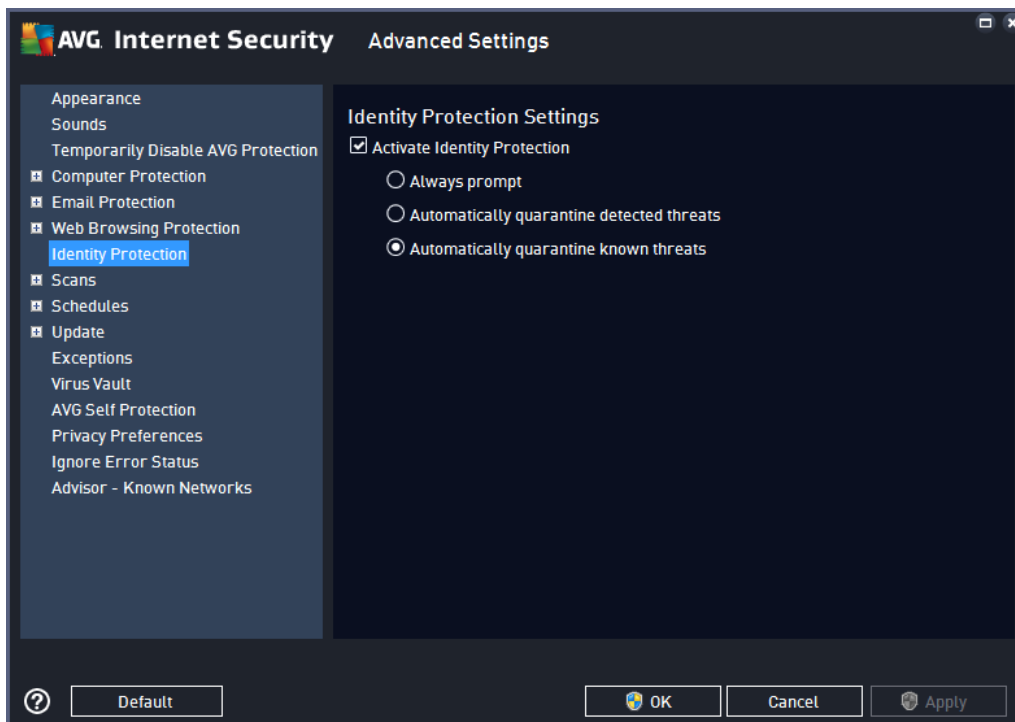 AVG. Internet Security Advanced Settings
Appearance
Sounds
Temporarily Disable AVG Protection
Computer Protection
Email Protection
Web Browsing Protection
Identity Protection
Scans
Schedules
Update
Exceptions
Virus Vault
AVG Self Protection
Privacy Preferences
Ignore Error Status
Advisor - Known Networks
Identity Protection Settings
Activate Identity Protection
Always prompt
Automatically quarantine detected threats
Automatically quarantine known threats
? Default OK Cancel Apply